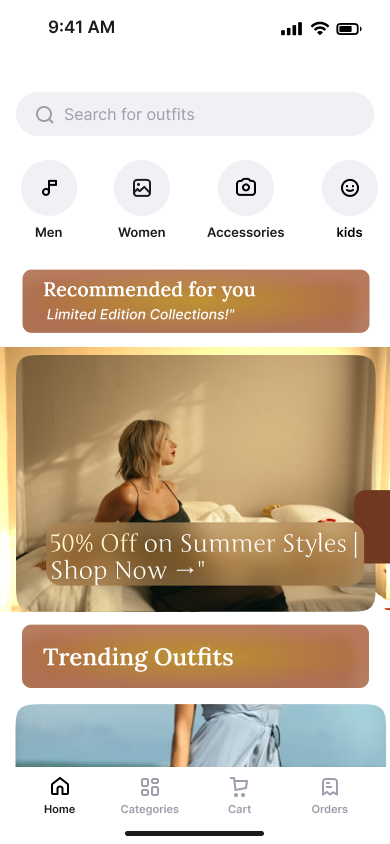 9:41 AM
Search for outfits
Men Women Accessories kids
Recommended for you
Limited Edition Collections!"
50% Off on Summer Styles |
Shop Now →"
Trending Outfits
Home Categories Cart Orders